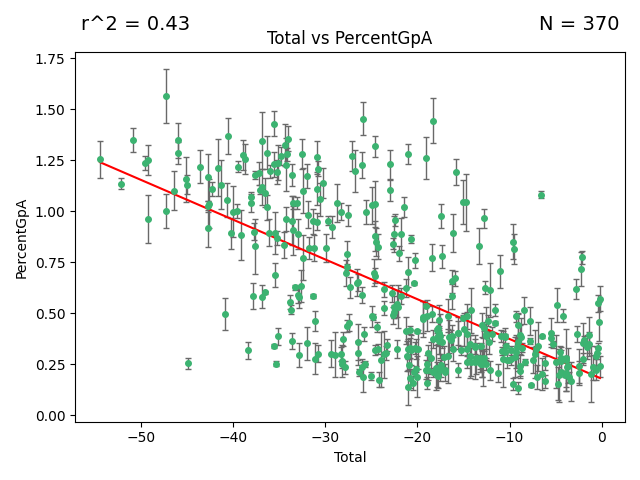 r^2 = 0.43
N = 370
Total vs PercentGpA
PercentGpA
1.75
1.50
1.25
1.00
0.75
0.50
0.25
0.00
−50
−40
−30
−20
−10
0
Total